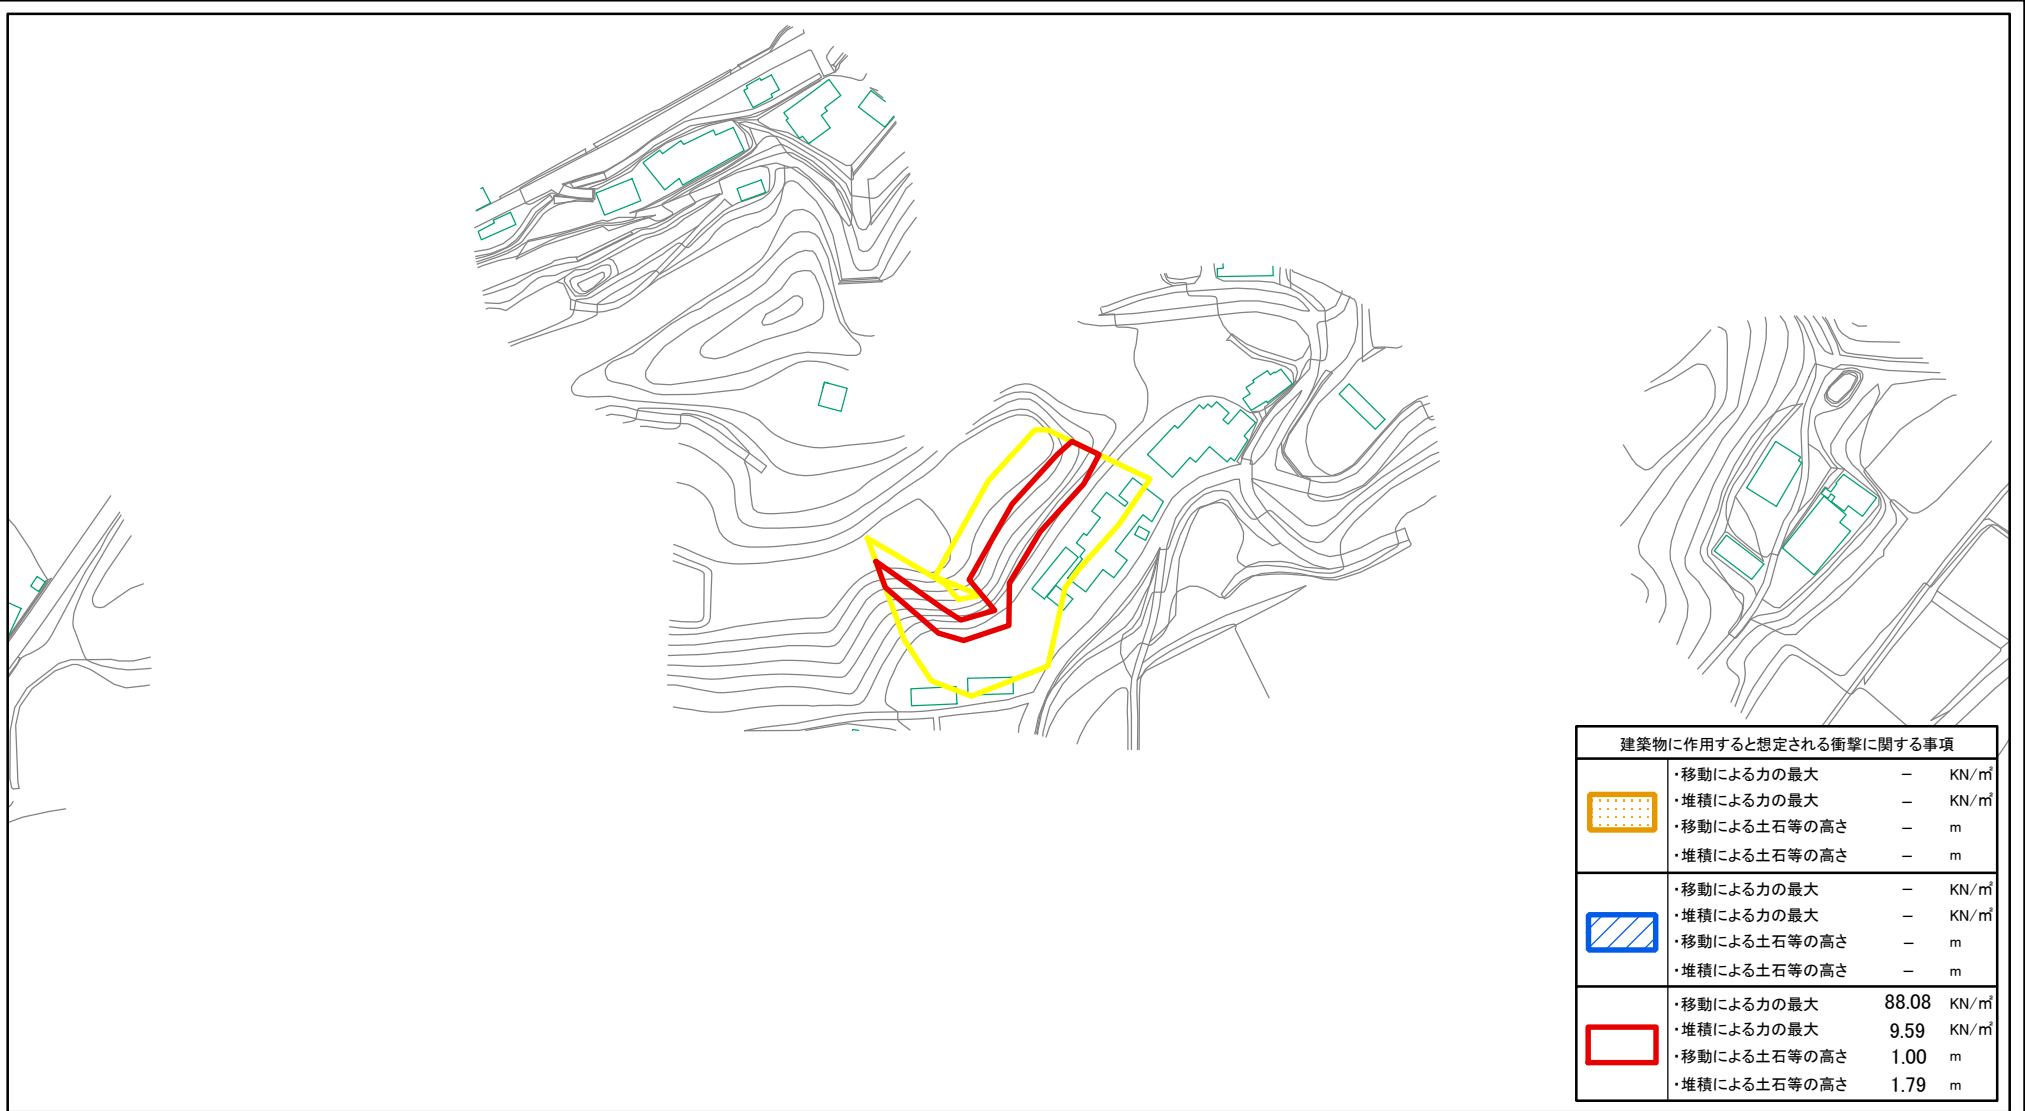 建築物に作用すると想定される衝撃に関する事項
・移動による力の最大 － KN/㎡
・堆積による力の最大 － KN/㎡
・移動による土石等の高さ － m
・堆積による土石等の高さ － m
・移動による力の最大 － KN/㎡
・堆積による力の最大 － KN/㎡
・移動による土石等の高さ － m
・堆積による土石等の高さ － m
・移動による力の最大 88.08 KN/㎡
・堆積による力の最大 9.59 KN/㎡
・移動による土石等の高さ 1.00 m
・堆積による土石等の高さ 1.79 m